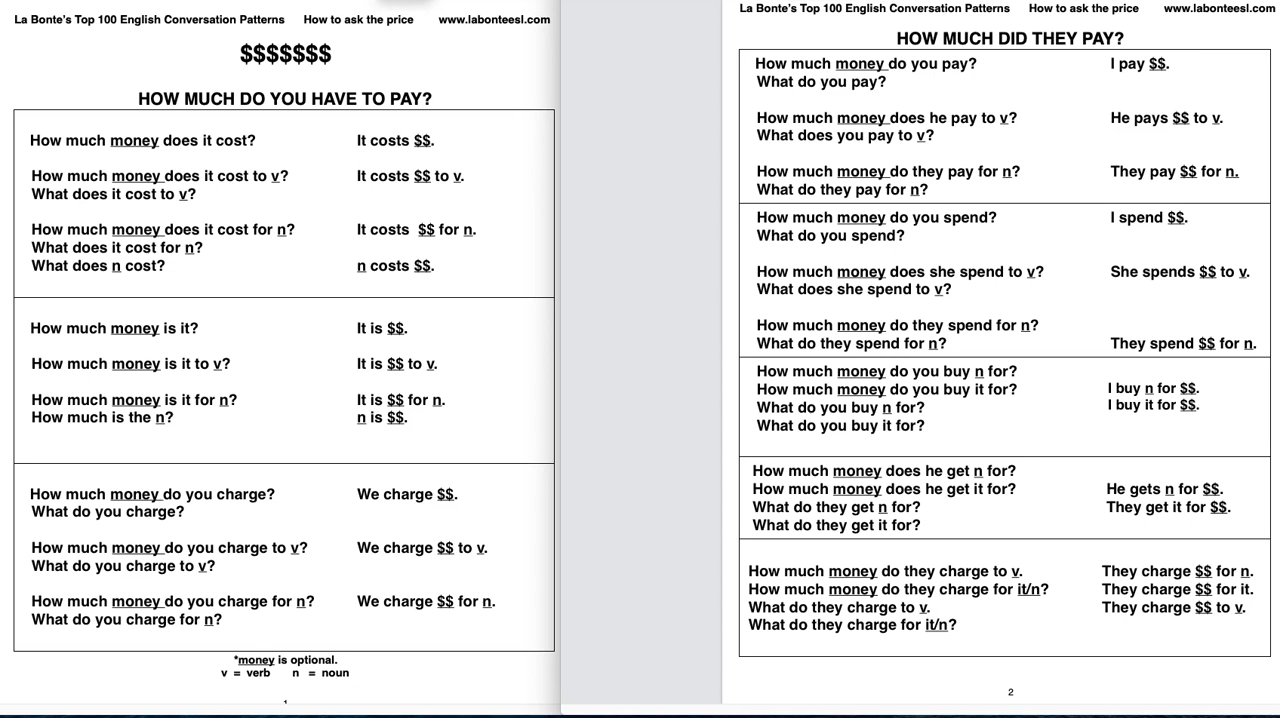 La Bonte's Top 100 English Conversation Patterns How to ask the price www.labonteesl.com
$$$$$$$
HOW MUCH DO YOU HAVE TO PAY?
How much money does it cost? It costs $$.
How much money does it cost to v? It costs $$ to v.
What does it cost to v?
How much money does it cost for n? It costs $$ for n.
What does it cost for n?
What does n cost? n costs $$.
How much money is it? It is $$.
How much money is it to v? It is $$ to v.
How much money is it for n? It is $$ for n.
How much is the n? n is $$.
How much money do you charge? We charge $$.
What do you charge?
How much money do you charge to v? We charge $$ to v.
What do you charge to v?
How much money do you charge for n? We charge $$ for n.
What do you charge for n?
*money is optional.
v = verb n = noun
1
La Bonte's Top 100 English Conversation Patterns How to ask the price www.labonteesl.com
HOW MUCH DID THEY PAY?
How much money do you pay? I pay $$.
What do you pay?
How much money does he pay to v? He pays $$ to v.
What does you pay to v?
How much money do they pay for n? They pay $$ for n.
What do they pay for n?
How much money do you spend? I spend $$.
What do you spend?
How much money does she spend to v? She spends $$ to v.
What does she spend to v?
How much money do they spend for n?
What do they spend for n? They spend $$ for n.
How much money do you buy n for?
How much money do you buy it for? I buy n for $$.
What do you buy n for? I buy it for $$.
What do you buy it for?
How much money does he get n for?
How much money does he get it for? He gets n for $$.
What do they get n for? They get it for $$.
What do they get it for?
How much money do they charge to v. They charge $$ for n.
How much money do they charge for it/n? They charge $$ for it.
What do they charge to v. They charge $$ to v.
What do they charge for it/n?
2